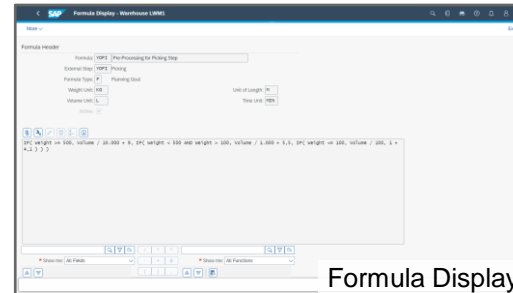 SAP Formula Display - Warehouse LWM1
More
Formula Header
Formula: YOP3 Pre-Processing for Picking Step
External Step: YOP3 Picking
Formula Type: P Planning Goal
Weight Unit: KG Unit of Length: M
Volume Unit: L Time Unit: MIN
IF( weight >= 500, volume / 10.000 + 9, IF( weight < 500 AND weight > 100, volume / 1.000 + 5,5, IF( weight <= 100, volume / 100, 1 +
4,1 ) ) )
* Show me: All Fields * Show me: All Functions
Formula Display